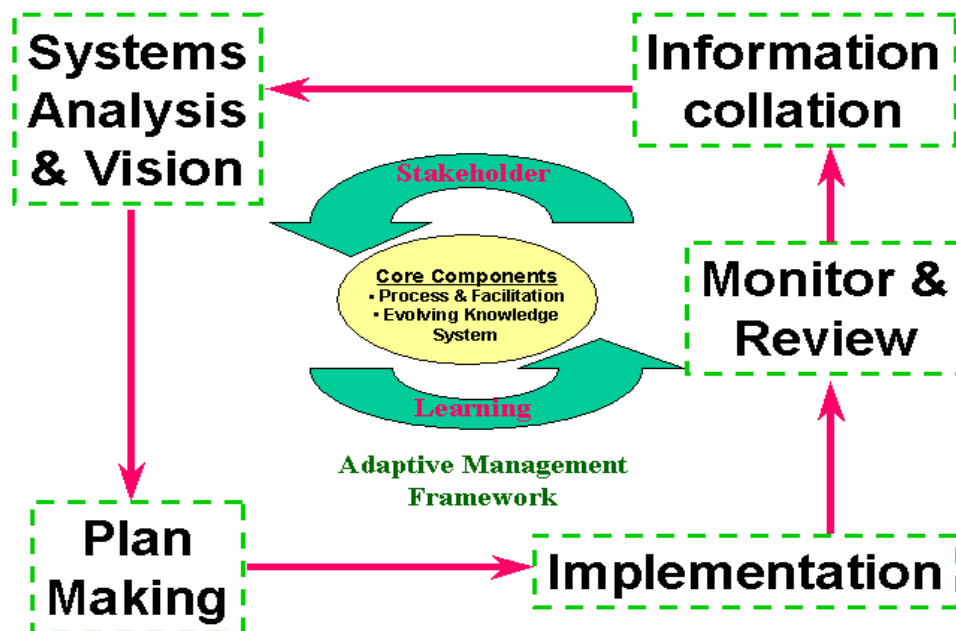 Systems
Analysis
& Vision
Information
collation
Stakeholder
Core Components
• Process & Facilitation
• Evolving Knowledge
System
Monitor &
Review
Learning
Adaptive Management
Framework
Plan
Making
Implementation